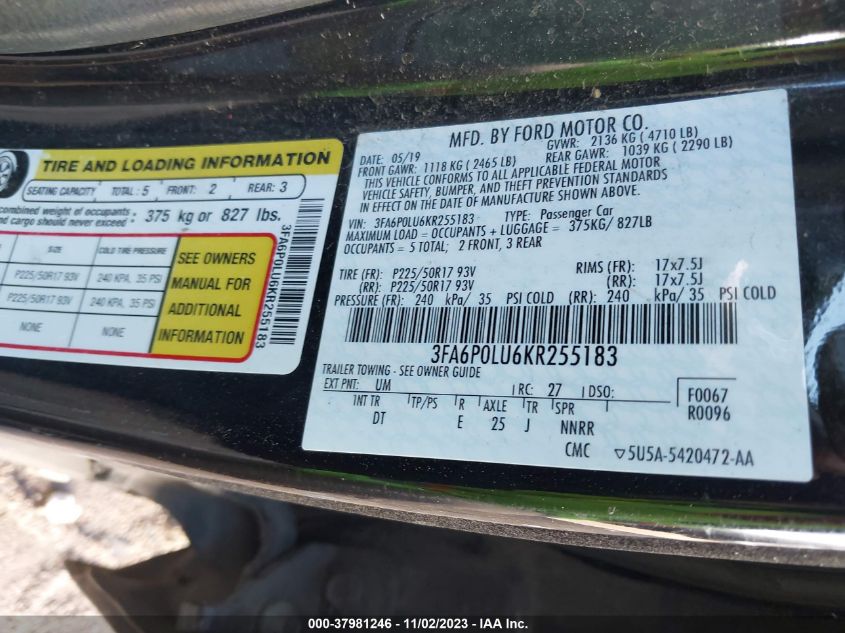 TIRE AND LOADING INFORMATION
SEATING CAPACITY TOTAL: 5 FRONT: 2 REAR: 3
combined weight of occupants
and cargo should never exceed : 375 kg or 827 lbs.
SIZE COLD TIRE PRESSURE
P225/50R17 93V 240 KPA, 35 PSI
P225/50R17 93V 240 KPA, 35 PSI
NONE NONE
SEE OWNERS
MANUAL FOR
ADDITIONAL
INFORMATION
3FA6P0LU6KR255183
MFD. BY FORD MOTOR CO.
DATE: 05/19 GVWR: 2136 KG ( 4710 LB)
FRONT GAWR: 1118 KG ( 2465 LB) REAR GAWR: 1039 KG ( 2290 LB)
THIS VEHICLE CONFORMS TO ALL APPLICABLE FEDERAL MOTOR
VEHICLE SAFETY, BUMPER, AND THEFT PREVENTION STANDARDS
IN EFFECT ON THE DATE OF MANUFACTURE SHOWN ABOVE.
VIN: 3FA6P0LU6KR255183 TYPE: Passenger Car
MAXIMUM LOAD = OCCUPANTS + LUGGAGE = 375KG/ 827LB
OCCUPANTS = 5 TOTAL; 2 FRONT, 3 REAR
TIRE (FR): P225/50R17 93V RIMS (FR): 17x7.5J
(RR): P225/50R17 93V (RR): 17x7.5J
PRESSURE (FR): 240 kPa/ 35 PSI COLD (RR): 240 kPa/ 35 PSI COLD
3FA6P0LU6KR255183
TRAILER TOWING - SEE OWNER GUIDE
EXT PNT: UM RC: 27 DSO: F0067
INT TR TP/PS R AXLE TR SPR R0096
DT E 25 J NNRR
CMC ▽5U5A-5420472-AA
000-37981246 - 11/02/2023 - IAA Inc.